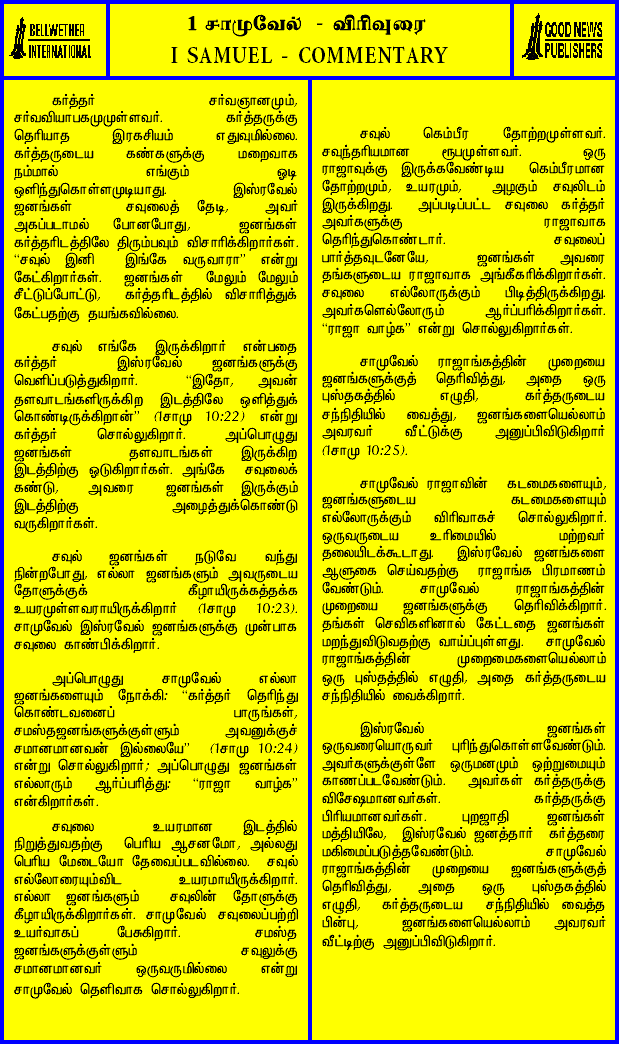 BELLWETHER
INTERNATIONAL
1 சாமுவேல் - விரிவுரை
I SAMUEL - COMMENTARY
GOOD NEWS
PUBLISHERS
கர்த்தர் சர்வஞானமும்,
சர்வவியாபகமுமுள்ளவர். கர்த்தருக்கு
தெரியாத இரகசியம் எதுவுமில்லை.
கர்த்தருடைய கண்களுக்கு மறைவாக
நம்மால் எங்கும் ஓடி
ஒளிந்துகொள்ளமுடியாது. இஸ்ரவேல்
ஜனங்கள் சவுலைத் தேடி, அவர்
அகப்படாமல் போனபோது, ஜனங்கள்
கர்த்தரிடத்திலே திரும்பவும் விசாரிக்கிறார்கள்.
“சவுல் இனி இங்கே வருவாரா” என்று
கேட்கிறார்கள். ஜனங்கள் மேலும் மேலும்
சீட்டுப்போட்டு, கர்த்தரிடத்தில் விசாரித்துக்
கேட்பதற்கு தயங்கவில்லை.
சவுல் எங்கே இருக்கிறார் என்பதை
கர்த்தர் இஸ்ரவேல் ஜனங்களுக்கு
வெளிப்படுத்துகிறார். “இதோ, அவன்
தளவாடங்களிருக்கிற இடத்திலே ஒளித்துக்
கொண்டிருக்கிறான்” (1சாமு 10:22) என்று
கர்த்தர் சொல்லுகிறார். அப்பொழுது
ஜனங்கள் தளவாடங்கள் இருக்கிற
இடத்திற்கு ஓடுகிறார்கள். அங்கே சவுலைக்
கண்டு, அவரை ஜனங்கள் இருக்கும்
இடத்திற்கு அழைத்துக்கொண்டு
வருகிறார்கள்.
சவுல் ஜனங்கள் நடுவே வந்து
நின்றபோது, எல்லா ஜனங்களும் அவருடைய
தோளுக்குக் கீழாயிருக்கத்தக்க
உயரமுள்ளவராயிருக்கிறார் (1சாமு 10:23).
சாமுவேல் இஸ்ரவேல் ஜனங்களுக்கு முன்பாக
சவுலை காண்பிக்கிறார்.
அப்பொழுது சாமுவேல் எல்லா
ஜனங்களையும் நோக்கி: “கர்த்தர் தெரிந்து
கொண்டவனைப் பாருங்கள்,
சமஸ்தஜனங்களுக்குள்ளும் அவனுக்குச்
சமானமானவன் இல்லையே” (1சாமு 10:24)
என்று சொல்லுகிறார்; அப்பொழுது ஜனங்கள்
எல்லாரும் ஆர்ப்பரித்து: “ராஜா வாழ்க”
என்கிறார்கள்.
சவுலை உயரமான இடத்தில்
நிறுத்துவதற்கு பெரிய ஆசனமோ, அல்லது
பெரிய மேடையோ தேவைப்படவில்லை. சவுல்
எல்லோரையும்விட உயரமாயிருக்கிறார்.
எல்லா ஜனங்களும் சவுலின் தோளுக்கு
கீழாயிருக்கிறார்கள். சாமுவேல் சவுலைப்பற்றி
உயர்வாகப் பேசுகிறார். சமஸ்த
ஜனங்களுக்குள்ளும் சவுலுக்கு
சமானமானவர் ஒருவருமில்லை என்று
சாமுவேல் தெளிவாக சொல்லுகிறார்.
சவுல் கெம்பீர தோற்றமுள்ளவர்.
சவுந்தரியமான ரூபமுள்ளவர். ஒரு
ராஜாவுக்கு இருக்கவேண்டிய கெம்பீரமான
தோற்றமும், உயரமும், அழகும் சவுலிடம்
இருக்கிறது. அப்படிப்பட்ட சவுலை கர்த்தர்
அவர்களுக்கு ராஜாவாக
தெரிந்துகொண்டார். சவுலைப்
பார்த்தவுடனேயே, ஜனங்கள் அவரை
தங்களுடைய ராஜாவாக அங்கீகரிக்கிறார்கள்.
சவுலை எல்லோருக்கும் பிடித்திருக்கிறது.
அவர்களெல்லோரும் ஆர்ப்பரிக்கிறார்கள்.
“ராஜா வாழ்க” என்று சொல்லுகிறார்கள்.
சாமுவேல் ராஜாங்கத்தின் முறையை
ஜனங்களுக்குத் தெரிவித்து, அதை ஒரு
புஸ்தகத்தில் எழுதி, கர்த்தருடைய
சந்நிதியில் வைத்து, ஜனங்களையெல்லாம்
அவரவர் வீட்டுக்கு அனுப்பிவிடுகிறார்
(1சாமு 10:25).
சாமுவேல் ராஜாவின் கடமைகளையும்,
ஜனங்களுடைய கடமைகளையும்
எல்லோருக்கும் விரிவாகச் சொல்லுகிறார்.
ஒருவருடைய உரிமையில் மற்றவர்
தலையிடக்கூடாது. இஸ்ரவேல் ஜனங்களை
ஆளுகை செய்வதற்கு ராஜாங்க பிரமாணம்
வேண்டும். சாமுவேல் ராஜாங்கத்தின்
முறையை ஜனங்களுக்கு தெரிவிக்கிறார்.
தங்கள் செவிகளினால் கேட்டதை ஜனங்கள்
மறந்துவிடுவதற்கு வாய்ப்புள்ளது. சாமுவேல்
ராஜாங்கத்தின் முறைமைகளையெல்லாம்
ஒரு புஸ்தத்தில் எழுதி, அதை கர்த்தருடைய
சந்நிதியில் வைக்கிறார்.
இஸ்ரவேல் ஜனங்கள்
ஒருவரையொருவர் புரிந்துகொள்ளவேண்டும்.
அவர்களுக்குள்ளே ஒருமனமும் ஒற்றுமையும்
காணப்படவேண்டும். அவர்கள் கர்த்தருக்கு
விசேஷமானவர்கள். கர்த்தருக்கு
பிரியமானவர்கள். புறஜாதி ஜனங்கள்
மத்தியிலே, இஸ்ரவேல் ஜனத்தார் கர்த்தரை
மகிமைப்படுத்தவேண்டும். சாமுவேல்
ராஜாங்கத்தின் முறையை ஜனங்களுக்குத்
தெரிவித்து, அதை ஒரு புஸ்தகத்தில்
எழுதி, கர்த்தருடைய சந்நிதியில் வைத்த
பின்பு, ஜனங்களையெல்லாம் அவரவர்
வீட்டிற்கு அனுப்பிவிடுகிறார்.